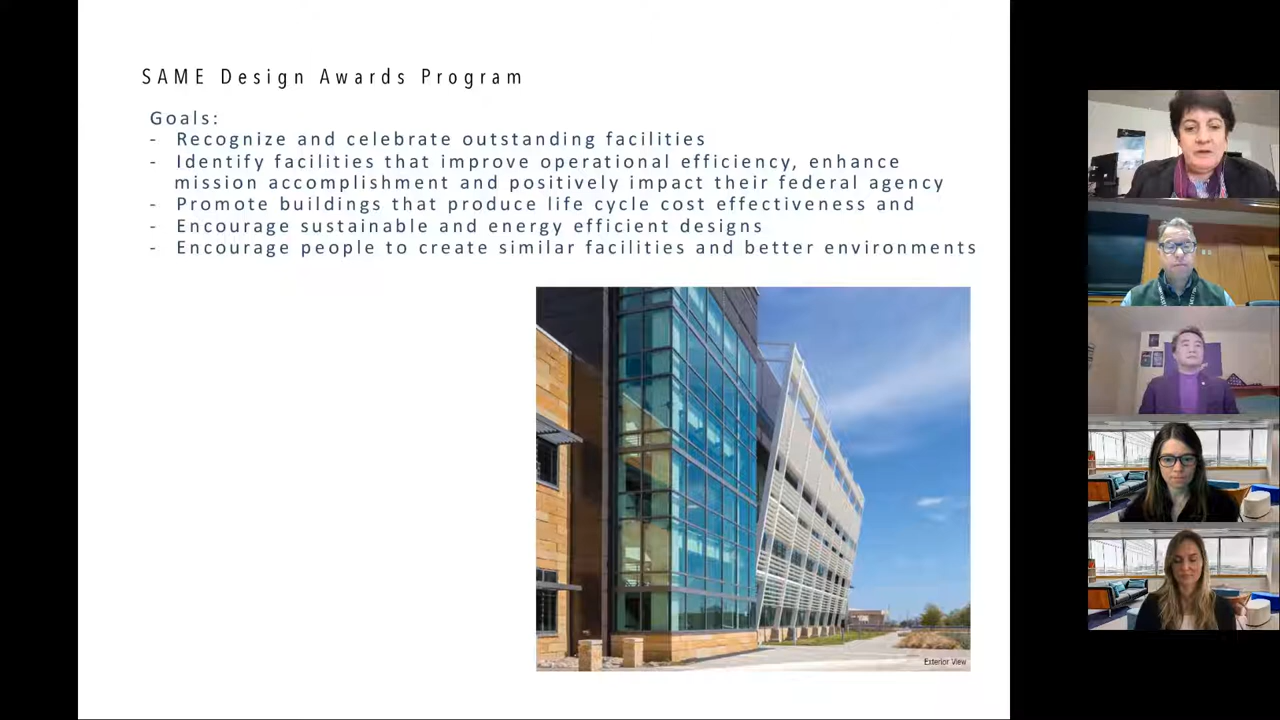 SAME Design Awards Program
Goals:
- Recognize and celebrate outstanding facilities
- Identify facilities that improve operational efficiency, enhance
mission accomplishment and positively impact their federal agency
- Promote buildings that produce life cycle cost effectiveness and
- Encourage sustainable and energy efficient designs
- Encourage people to create similar facilities and better environments
Exterior View